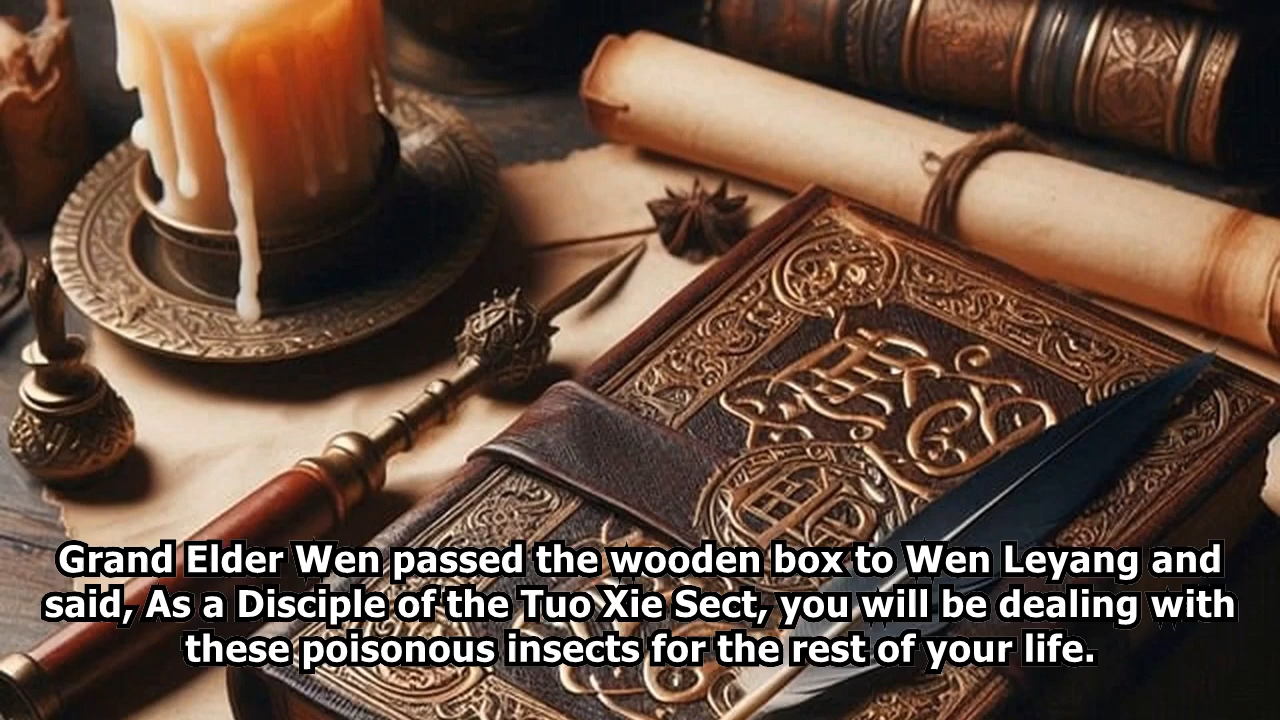 Grand Elder Wen passed the wooden box to Wen Leyang and
said, As a Disciple of the Tuo Xie Sect, you will be dealing with
these poisonous insects for the rest of your life.